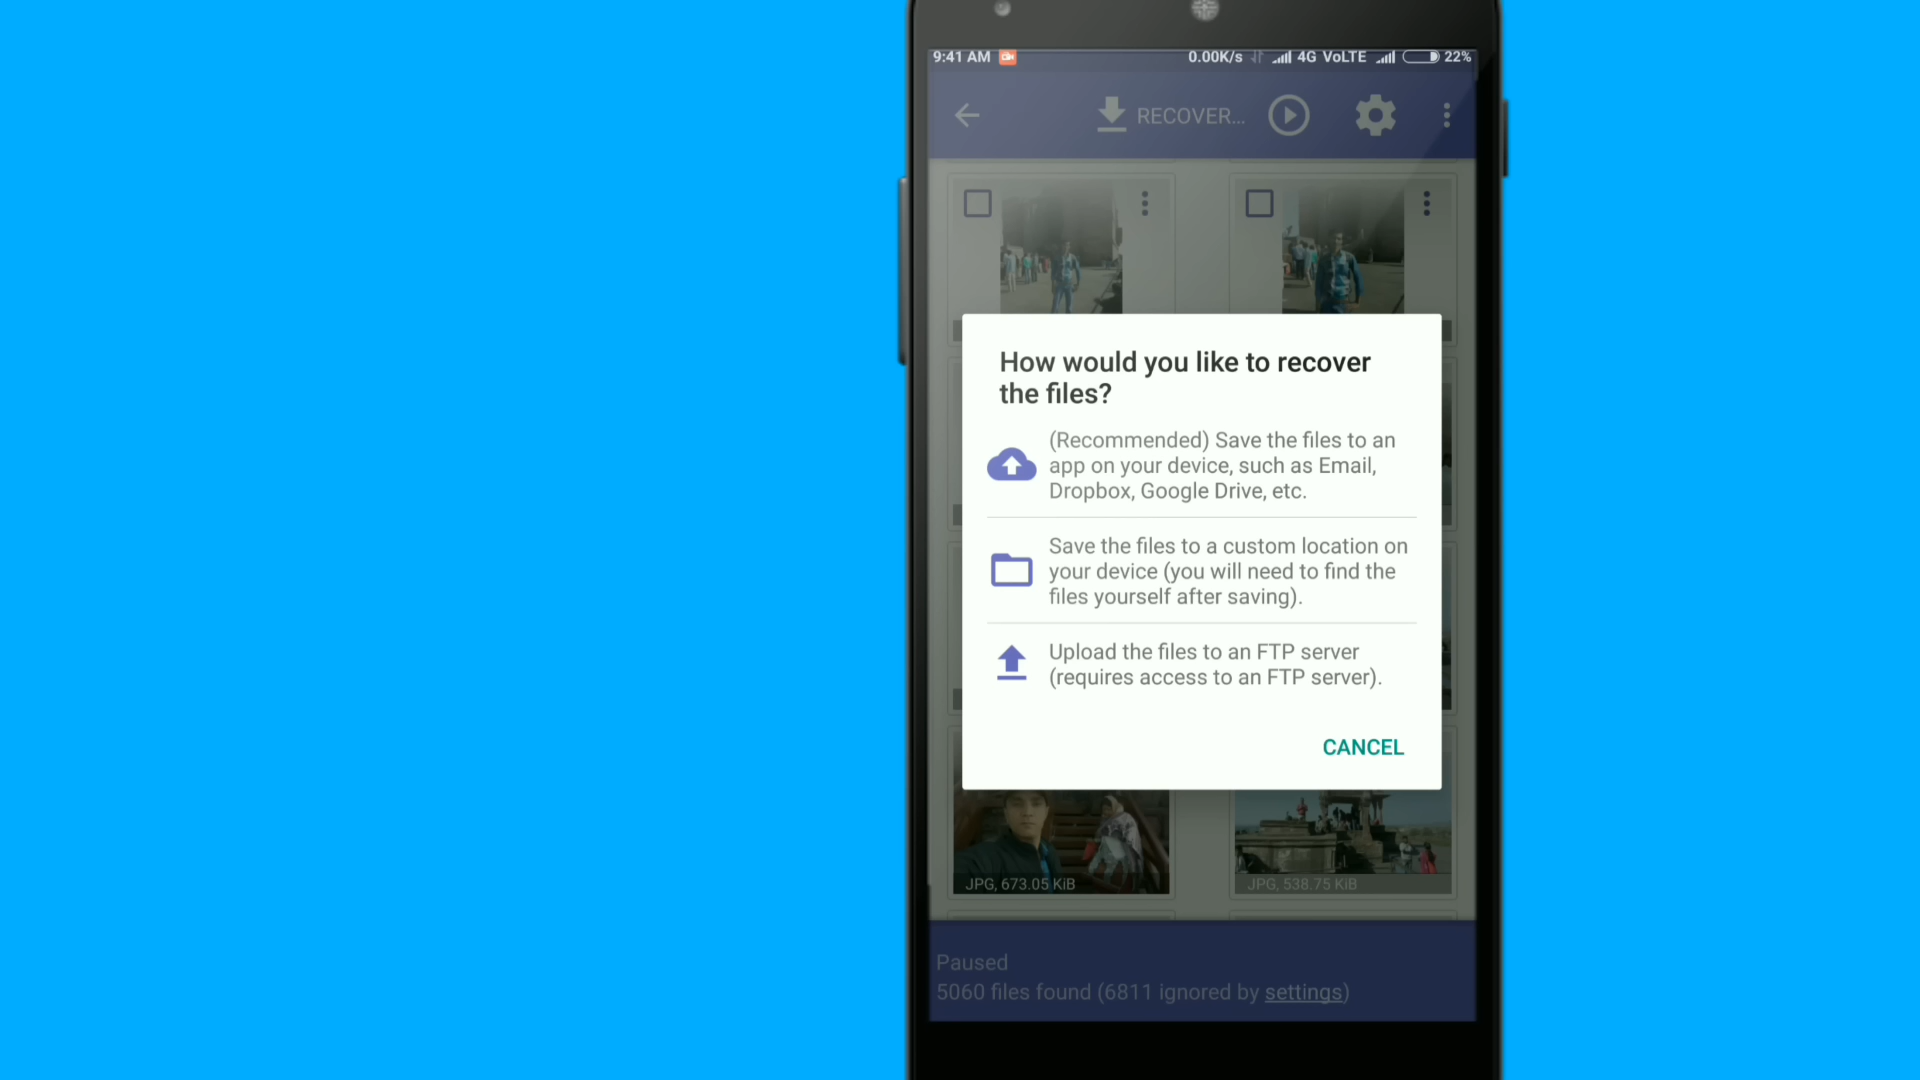 9:41 AM 0.00K/s 4G VoLTE 22%
RECOVER...
How would you like to recover
the files?
(Recommended) Save the files to an
app on your device, such as Email,
Dropbox, Google Drive, etc.
Save the files to a custom location on
your device (you will need to find the
files yourself after saving).
Upload the files to an FTP server
(requires access to an FTP server).
CANCEL
JPG, 673.05 KiB
JPG, 538.75 KiB
Paused
5060 files found (6811 ignored by settings)